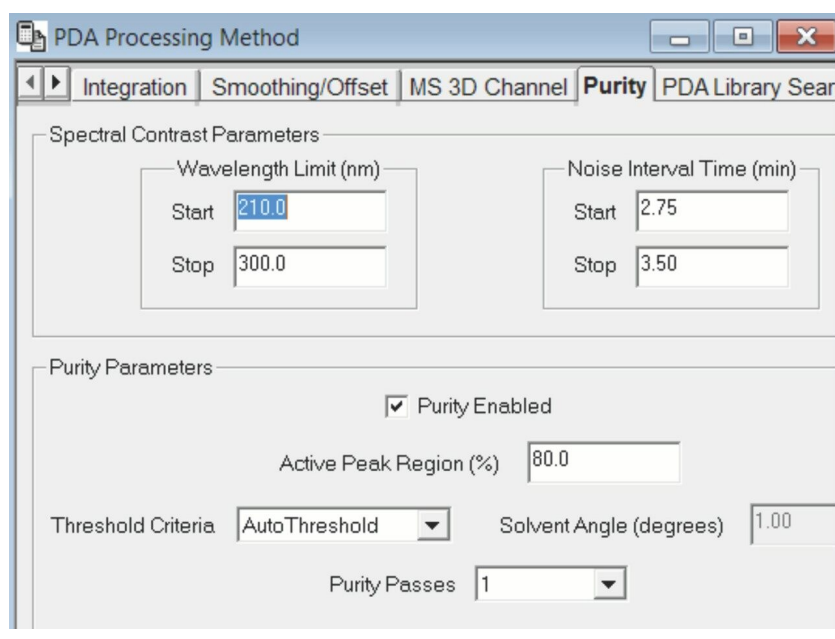 PDA Processing Method
Integration Smoothing/Offset MS 3D Channel Purity PDA Library Sear
Spectral Contrast Parameters
Wavelength Limit (nm) Noise Interval Time (min)
Start 210.0 Start 2.75
Stop 300.0 Stop 3.50
Purity Parameters
Purity Enabled
Active Peak Region (%) 80.0
Threshold Criteria AutoThreshold Solvent Angle (degrees) 1.00
Purity Passes 1